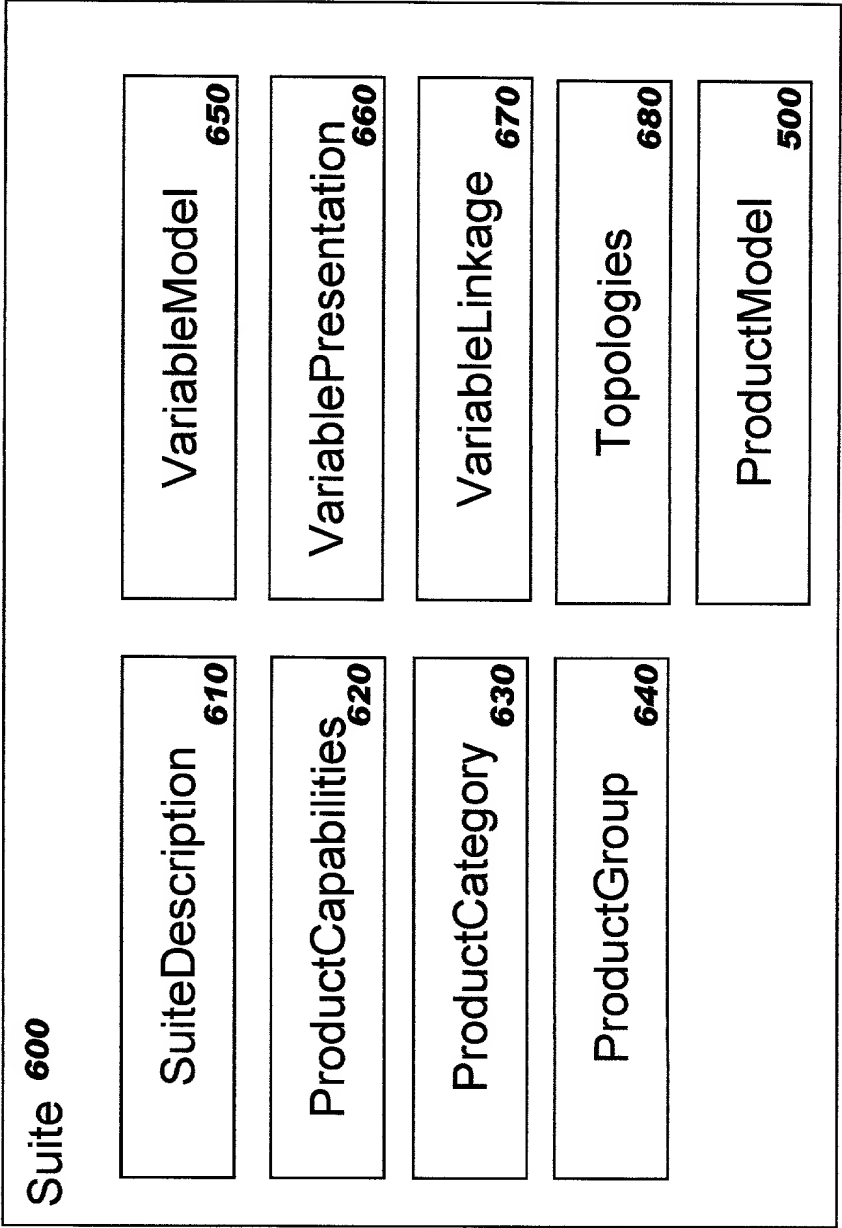 Suite 600
SuiteDescription
610
ProductCapabilities
620
ProductCategory
630
ProductGroup
640
VariableModel
650
VariablePresentation
660
VariableLinkage
670
Topologies
680
ProductModel
500